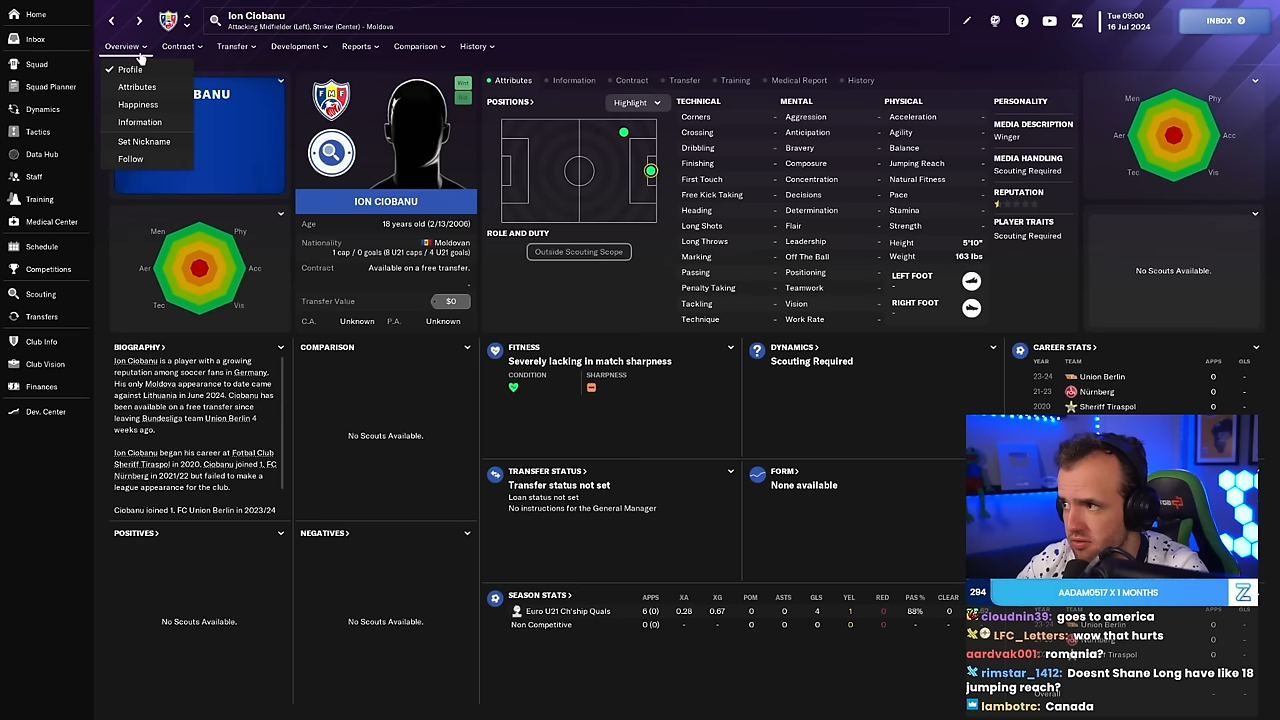 Home
Inbox
Squad
Squad Planner
Dynamics
Tactics
Data Hub
Staff
Training
Medical Center
Schedule
Competitions
Scouting
Transfers
Club Info
Club Vision
Finances
Dev. Center
Ion Ciobanu
Attacking Midfielder (Left), Striker (Center) - Moldova
Tue 09:00
16 Jul 2024
INBOX
Overview Contract Transfer Development Reports Comparison History
Profile
Attributes
Happiness
Information
Set Nickname
Follow
Men Phy
Aer Acc
Tec Vis
FMF
ION CIOBANU
Age 18 years old (2/13/2006)
Nationality Moldovan
1 cap / 0 goals (8 U21 caps / 4 U21 goals)
Contract Available on a free transfer.
-
Transfer Value $0
C.A. Unknown P.A. Unknown
Attributes Information Contract Transfer Training Medical Report History
POSITIONS Highlight
ROLE AND DUTY
Outside Scouting Scope
TECHNICAL
Corners -
Crossing -
Dribbling -
Finishing -
First Touch -
Free Kick Taking -
Heading -
Long Shots -
Long Throws -
Marking -
Passing -
Penalty Taking -
Tackling -
Technique -
MENTAL
Aggression -
Anticipation -
Bravery -
Composure -
Concentration -
Decisions -
Determination -
Flair -
Leadership -
Off The Ball -
Positioning -
Teamwork -
Vision -
Work Rate -
PHYSICAL
Acceleration -
Agility -
Balance -
Jumping Reach -
Natural Fitness -
Pace -
Stamina -
Strength -
Height 5'10"
Weight 163 lbs
LEFT FOOT
-
RIGHT FOOT
-
PERSONALITY
MEDIA DESCRIPTION
Winger
MEDIA HANDLING
Scouting Required
REPUTATION
PLAYER TRAITS
Scouting Required
Men Phy
Aer Acc
Tec Vis
No Scouts Available.
BIOGRAPHY
Ion Ciobanu is a player with a growing
reputation among soccer fans in Germany.
His only Moldova appearance to date came
against Lithuania in June 2024. Ciobanu has
been available on a free transfer since
leaving Bundesliga team Union Berlin 4
weeks ago.
Ion Ciobanu began his career at Fotbal Club
Sheriff Tiraspol in 2020. Ciobanu joined 1. FC
Nürnberg in 2021/22 but failed to make a
league appearance for the club.
Ciobanu joined 1. FC Union Berlin in 2023/24
COMPARISON
No Scouts Available.
POSITIVES
No Scouts Available.
NEGATIVES
No Scouts Available.
FITNESS
Severely lacking in match sharpness
CONDITION SHARPNESS
DYNAMICS
Scouting Required
TRANSFER STATUS
Transfer status not set
Loan status not set
No instructions for the General Manager
FORM
None available
SEASON STATS APPS XA XG POM ASTS GLS YEL RED PAS % CLEAR
Euro U21 Ch'ship Quals 6 (0) 0.28 0.67 0 0 4 1 0 88% 0
Non Competitive 0 (0) - - 0 0 0 0 0 - -
CAREER STATS
YEAR TEAM APPS GLS
23-24 Union Berlin 0 -
21-23 Nürnberg 0 -
2020 Sheriff Tiraspol 0 -
294 AADAM0517 X 1 MONTHS
cloudnin39: goes to america
LFC_Letters: wow that hurts
aardvak001: romania?
rimstar_1412: Doesnt Shane Long have like 18
jumping reach?
lambotrc: Canada